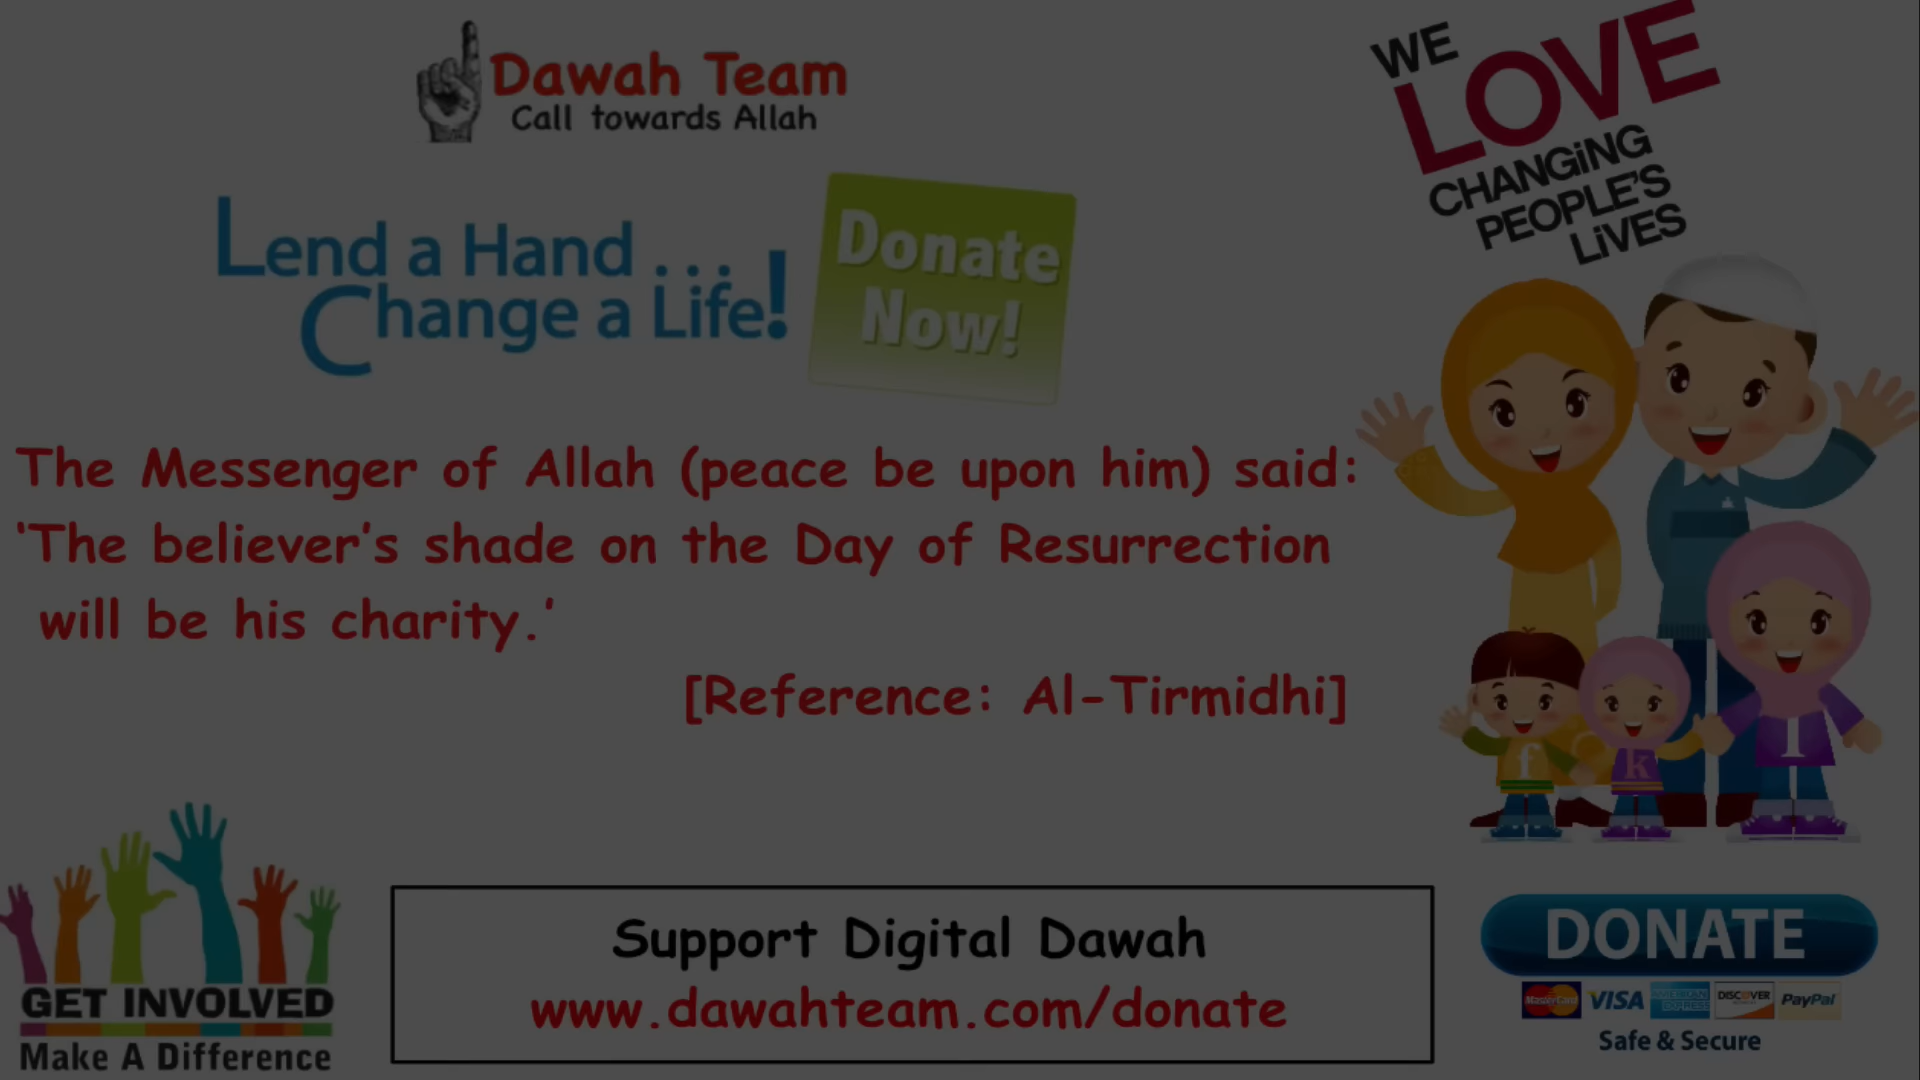 Dawah Team
Call towards Allah
WE
LOVE
CHANGiNG
PEOPLE'S
LiVES
Lend a Hand...
Change a Life!
Donate
Now!
The Messenger of Allah (peace be upon him) said:
‘The believer’s shade on the Day of Resurrection
will be his charity.’
[Reference: Al-Tirmidhi]
f
k
l
GET INVOLVED
Make A Difference
Support Digital Dawah
www.dawahteam.com/donate
DONATE
MasterCard VISA AMERICAN EXPRESS DISCOVER PayPal
Safe & Secure